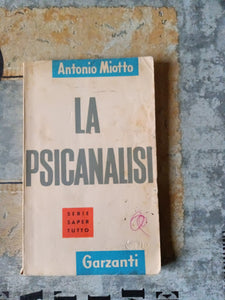 Antonio Miotto
LA
PSICANALISI
SERIE
SAPER
TUTTO
Garzanti